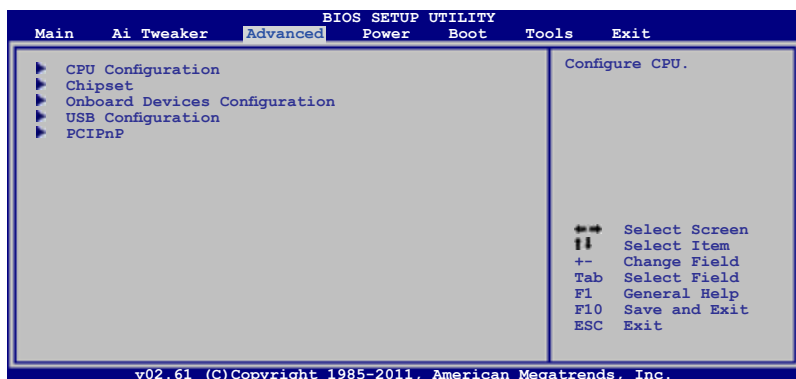 BIOS SETUP UTILITY
Main Ai Tweaker Advanced Power Boot Tools Exit
CPU Configuration
Chipset
Onboard Devices Configuration
USB Configuration
PCIPnP
Configure CPU.
Select Screen
Select Item
+- Change Field
Tab Select Field
F1 General Help
F10 Save and Exit
ESC Exit
v02.61 (C)Copyright 1985-2011, American Megatrends, Inc.